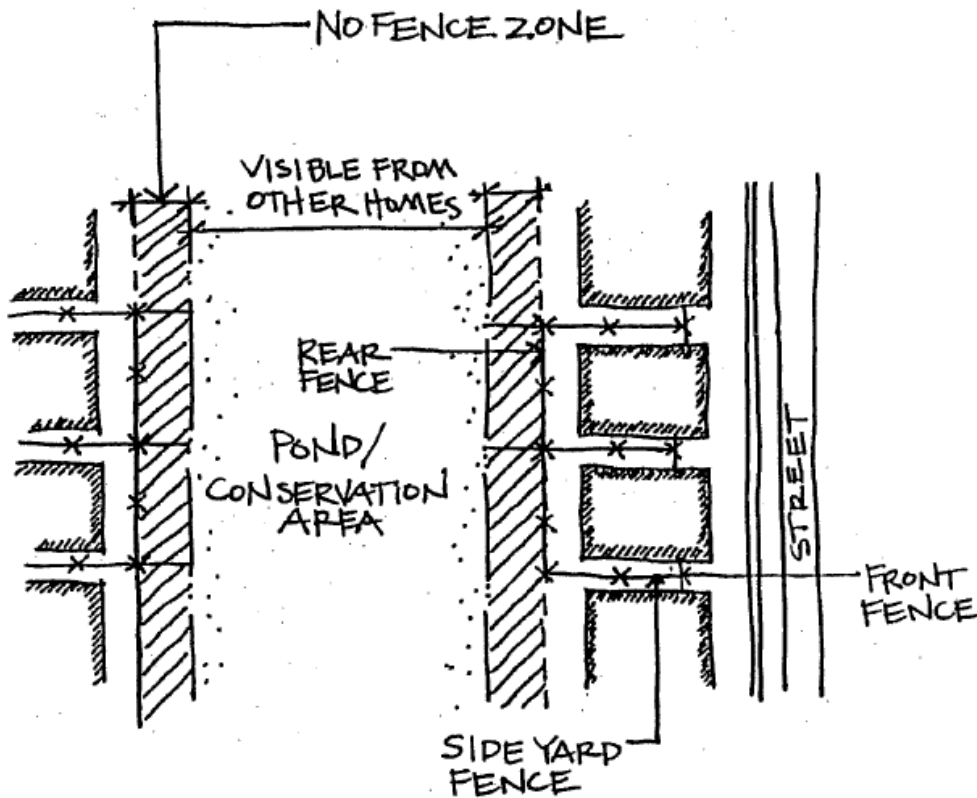 NO FENCE ZONE
VISIBLE FROM
OTHER HOMES
REAR
FENCE
POND/
CONSERVATION
AREA
STREET
FRONT
FENCE
SIDE YARD
FENCE